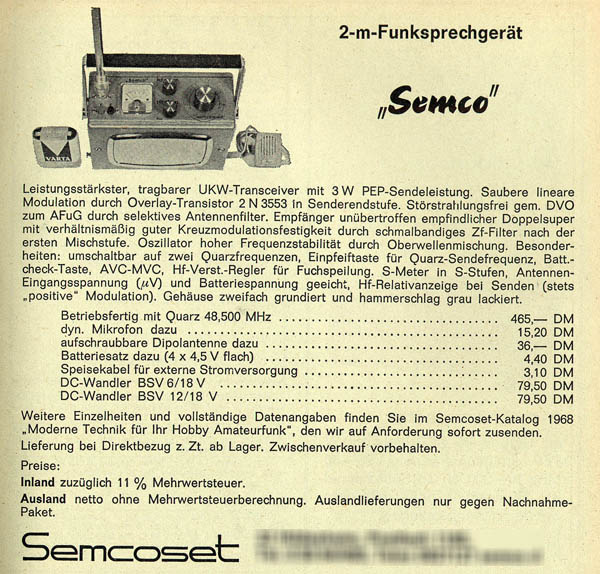 2-m-Funksprechgerät
„Semco"
VARTA
Leistungsstärkster, tragbarer UKW-Transceiver mit 3 W PEP-Sendeleistung. Saubere lineare
Modulation durch Overlay-Transistor 2 N 3553 in Senderendstufe. Störstrahlungsfrei gem. DVO
zum AFuG durch selektives Antennenfilter. Empfänger unübertroffen empfindlicher Doppelsuper
mit verhältnismäßig guter Kreuzmodulationsfestigkeit durch schmalbandiges Zf-Filter nach der
ersten Mischstufe. Oszillator hoher Frequenzstabilität durch Oberwellenmischung. Besonder-
heiten: umschaltbar auf zwei Quarzfrequenzen, Einpfeiftaste für Quarz-Sendefrequenz, Batt.-
check-Taste, AVC-MVC, Hf-Verst.-Regler für Fuchspeilung. S-Meter in S-Stufen, Antennen-
Eingangsspannung (µV) und Batteriespannung geeicht, Hf-Relativanzeige bei Senden (stets
„positive" Modulation). Gehäuse zweifach grundiert und hammerschlag grau lackiert.
Betriebsfertig mit Quarz 48,500 MHz . . . . . . . . . . 465,— DM
dyn. Mikrofon dazu . . . . . . . . . . 15,20 DM
aufschraubbare Dipolantenne dazu . . . . . . . . . . 36,— DM
Batteriesatz dazu (4 x 4,5 V flach) . . . . . . . . . . 4,40 DM
Speisekabel für externe Stromversorgung . . . . . . . . . . 3,10 DM
DC-Wandler BSV 6/18 V . . . . . . . . . . 79,50 DM
DC-Wandler BSV 12/18 V . . . . . . . . . . 79,50 DM
Weitere Einzelheiten und vollständige Datenangaben finden Sie im Semcoset-Katalog 1968
„Moderne Technik für Ihr Hobby Amateurfunk", den wir auf Anforderung sofort zusenden.
Lieferung bei Direktbezug z. Zt. ab Lager. Zwischenverkauf vorbehalten.
Preise:
Inland zuzüglich 11 % Mehrwertsteuer.
Ausland netto ohne Mehrwertsteuerberechnung. Auslandlieferungen nur gegen Nachnahme-
Paket.
Semcoset